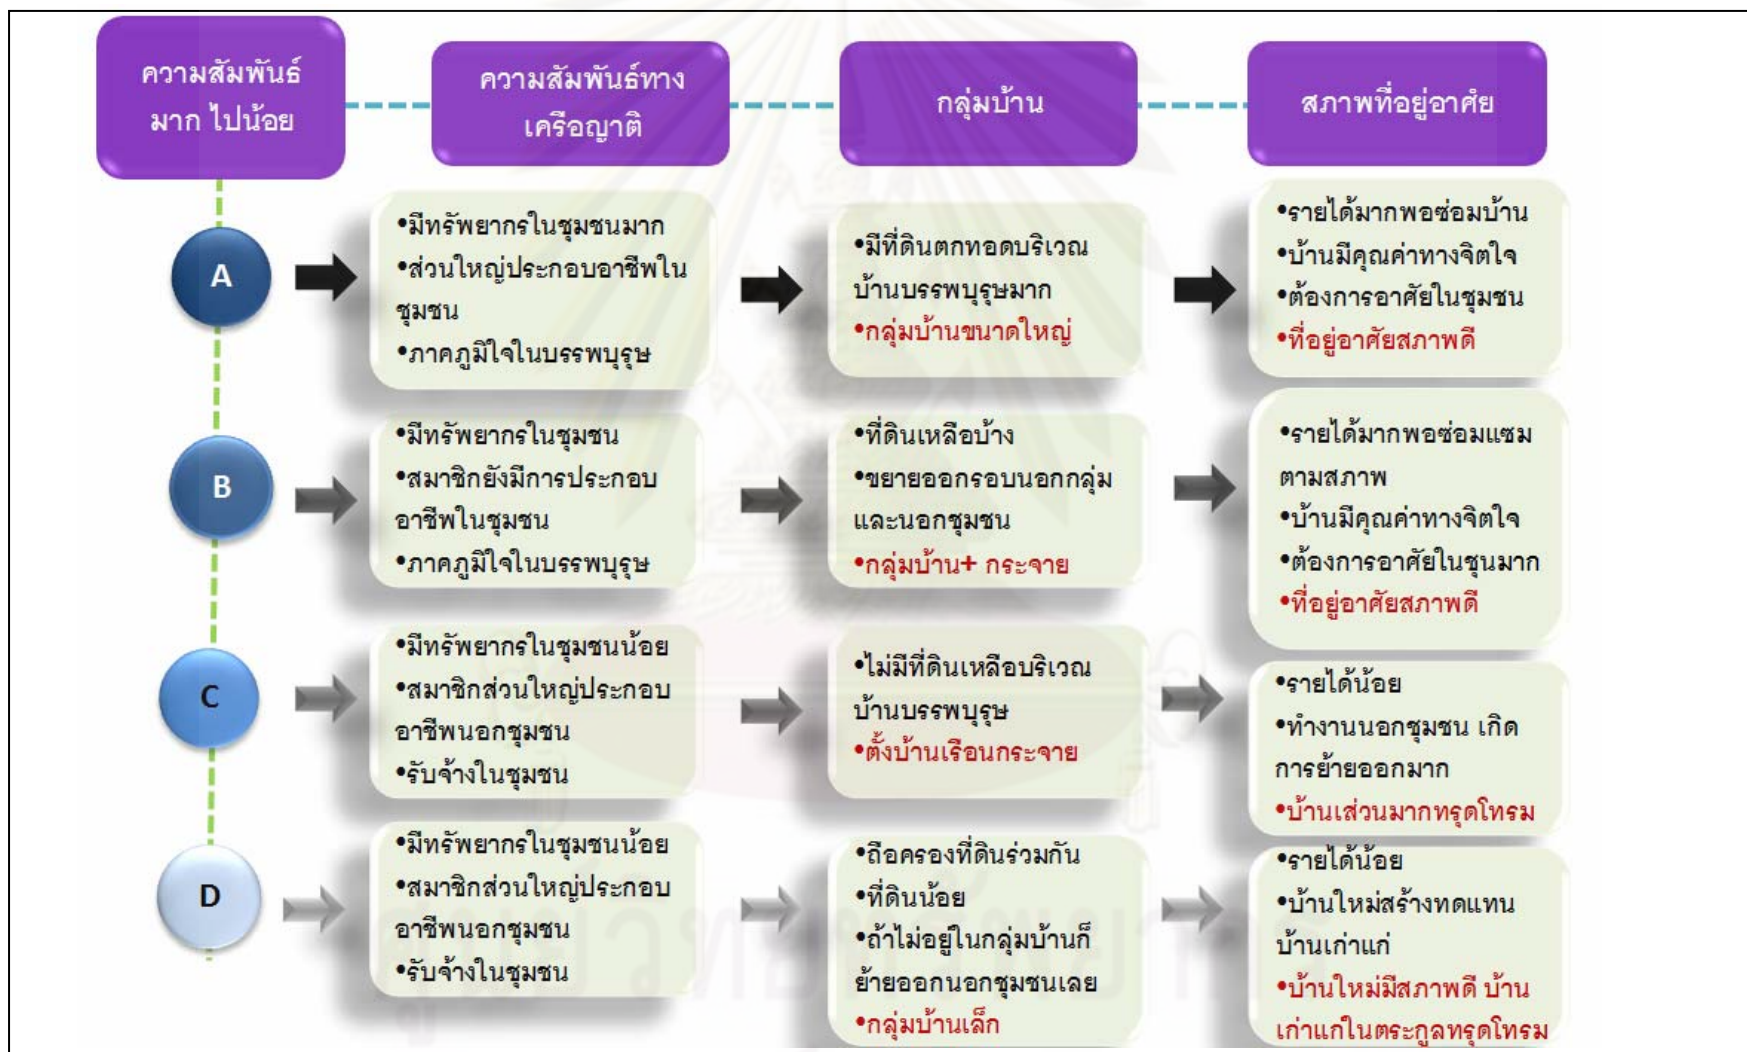 ความสัมพันธ์
มาก ไปน้อย
ความสัมพันธ์ทาง
เครือญาติ
กลุ่มบ้าน
สภาพที่อยู่อาศัย
A
•มีทรัพยากรในชุมชนมาก
•ส่วนใหญ่ประกอบอาชีพใน
ชุมชน
•ภาคภูมิใจในบรรพบุรุษ
•มีที่ดินตกทอดบริเวณ
บ้านบรรพบุรุษมาก
•กลุ่มบ้านขนาดใหญ่
•รายได้มากพอซ่อมบ้าน
•บ้านมีคุณค่าทางจิตใจ
•ต้องการอาศัยในชุมชน
•ที่อยู่อาศัยสภาพดี
B
•มีทรัพยากรในชุมชน
•สมาชิกยังมีการประกอบ
อาชีพในชุมชน
•ภาคภูมิใจในบรรพบุรุษ
•ที่ดินเหลือบ้าง
•ขยายออกรอบนอกกลุ่ม
และนอกชุมชน
•กลุ่มบ้าน+ กระจาย
•รายได้มากพอซ่อมแซม
ตามสภาพ
•บ้านมีคุณค่าทางจิตใจ
•ต้องการอาศัยในชุนมาก
•ที่อยู่อาศัยสภาพดี
C
•มีทรัพยากรในชุมชนน้อย
•สมาชิกส่วนใหญ่ประกอบ
อาชีพนอกชุมชน
•รับจ้างในชุมชน
•ไม่มีที่ดินเหลือบริเวณ
บ้านบรรพบุรุษ
•ตั้งบ้านเรือนกระจาย
•รายได้น้อย
•ทำงานนอกชุมชน เกิด
การย้ายออกมาก
•บ้านเส่วนมากทรุดโทรม
D
•มีทรัพยากรในชุมชนน้อย
•สมาชิกส่วนใหญ่ประกอบ
อาชีพนอกชุมชน
•รับจ้างในชุมชน
•ถือครองที่ดินร่วมกัน
•ที่ดินน้อย
•ถ้าไม่อยู่ในกลุ่มบ้านก็
ย้ายออกนอกชุมชนเลย
•กลุ่มบ้านเล็ก
•รายได้น้อย
•บ้านใหม่สร้างทดแทน
บ้านเก่าแก่
•บ้านใหม่มีสภาพดี บ้าน
เก่าแก่ในตระกูลทรุดโทรม
ศูนย์วิทยทรัพยากร